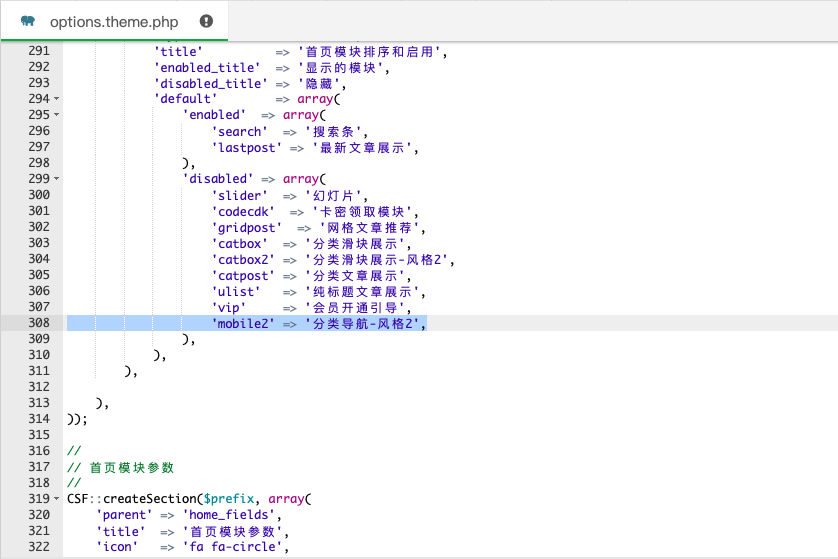 options.theme.php
291 'title' => '首页模块排序和启用',
292 'enabled_title' => '显示的模块',
293 'disabled_title' => '隐藏',
294 'default' => array(
295 'enabled' => array(
296 'search' => '搜索条',
297 'lastpost' => '最新文章展示',
298 ),
299 'disabled' => array(
300 'slider' => '幻灯片',
301 'codecdk' => '卡密领取模块',
302 'gridpost' => '网格文章推荐',
303 'catbox' => '分类滑块展示',
304 'catbox2' => '分类滑块展示-风格2',
305 'catpost' => '分类文章展示',
306 'ulist' => '纯标题文章展示',
307 'vip' => '会员开通引导',
308 'mobile2' => '分类导航-风格2',
309 ),
310 ),
311 ),
312
313 ),
314 ));
315
316 //
317 // 首页模块参数
318 //
319 CSF::createSection($prefix, array(
320 'parent' => 'home_fields',
321 'title' => '首页模块参数',
322 'icon' => 'fa fa-circle',